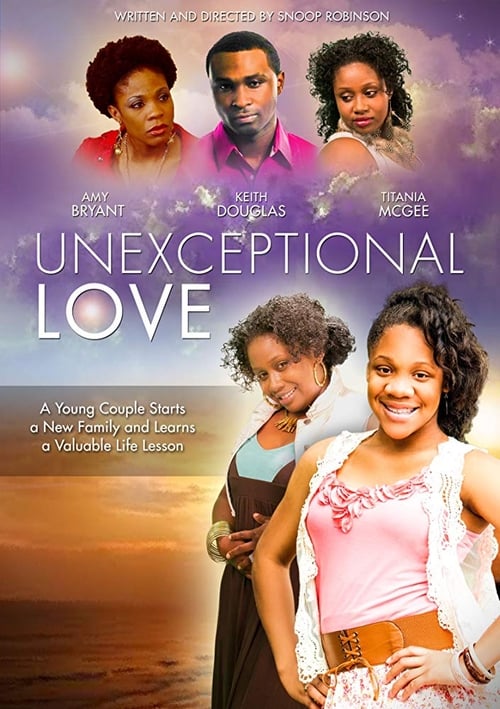 WRITTEN AND DIRECTED BY SNOOP ROBINSON
AMY BRYANT
KEITH DOUGLAS
TITANIA MCGEE
UNEXCEPTIONAL
LOVE
A Young Couple Starts
a New Family and Learns
a Valuable Life Lesson